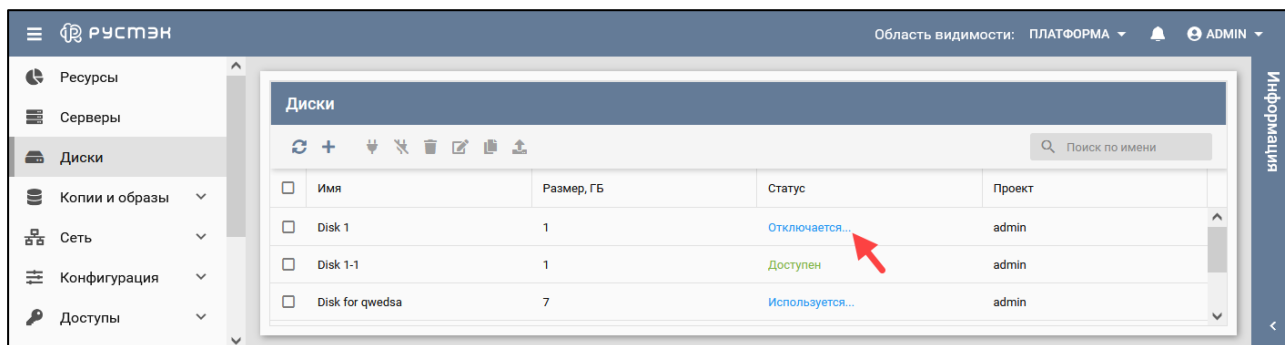 РУСТЭК
Область видимости: ПЛАТФОРМА
ADMIN
Ресурсы
Серверы
Диски
Копии и образы
Сеть
Конфигурация
Доступы
Диски
Поиск по имени
Имя Размер, ГБ Статус Проект
Disk 1 1 Отключается... admin
Disk 1-1 1 Доступен admin
Disk for qwedsa 7 Используется... admin
Информация